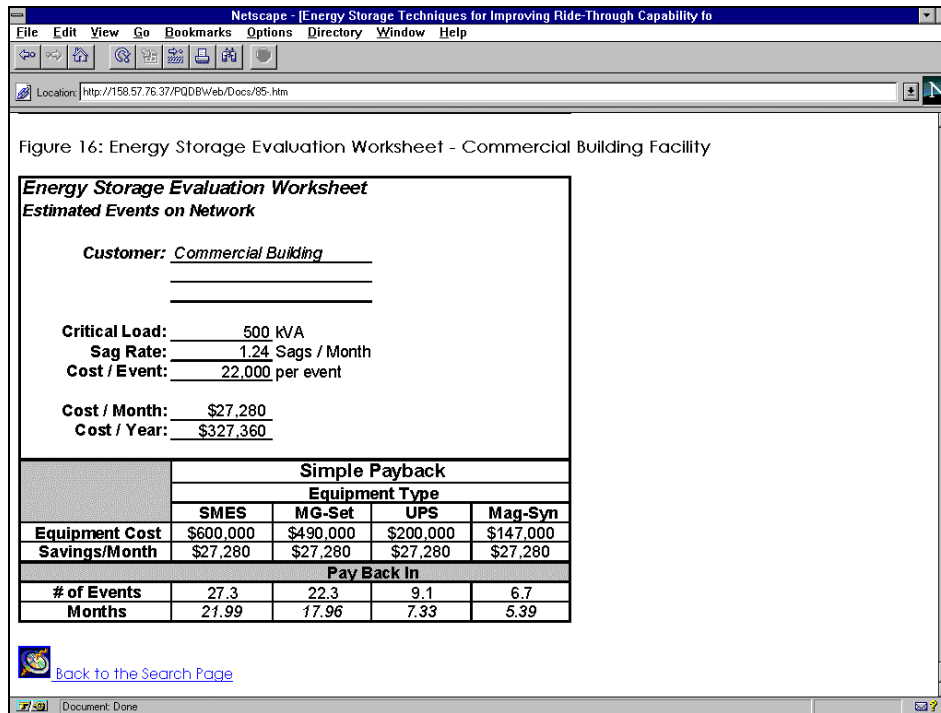 Netscape - [Energy Storage Techniques for Improving Ride-Through Capability fo
File Edit View Go Bookmarks Options Directory Window Help
Location: http://158.57.76.37/PQDBWeb/Docs/85-.htm
N
Figure 16: Energy Storage Evaluation Worksheet - Commercial Building Facility
Energy Storage Evaluation Worksheet
Estimated Events on Network
Customer: Commercial Building
Critical Load: 500 kVA
Sag Rate: 1.24 Sags / Month
Cost / Event: 22,000 per event
Cost / Month: $27,280
Cost / Year: $327,360
Simple Payback
Equipment Type
SMES MG-Set UPS Mag-Syn
Equipment Cost $600,000 $490,000 $200,000 $147,000
Savings/Month $27,280 $27,280 $27,280 $27,280
Pay Back In
# of Events 27.3 22.3 9.1 6.7
Months 21.99 17.96 7.33 5.39
Back to the Search Page
Document: Done